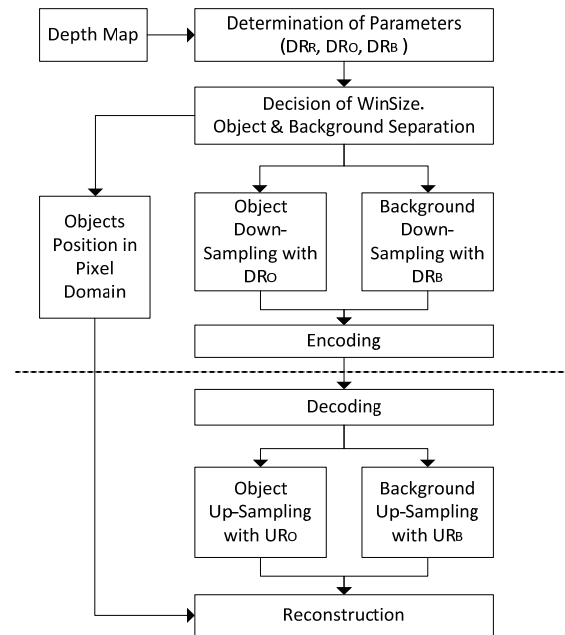 Depth Map
Determination of Parameters
(DRR, DRO, DRB )
Decision of WinSize.
Object & Background Separation
Objects
Position in
Pixel
Domain
Object
Down-
Sampling with
DRO
Background
Down-
Sampling with
DRB
Encoding
Decoding
Object
Up-Sampling
with URO
Background
Up-Sampling
with URB
Reconstruction